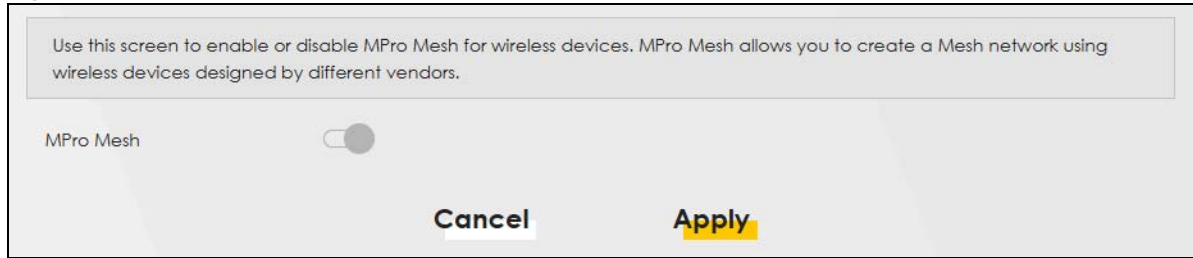 Use this screen to enable or disable MPro Mesh for wireless devices. MPro Mesh allows you to create a Mesh network using
wireless devices designed by different vendors.
MPro Mesh
Cancel Apply